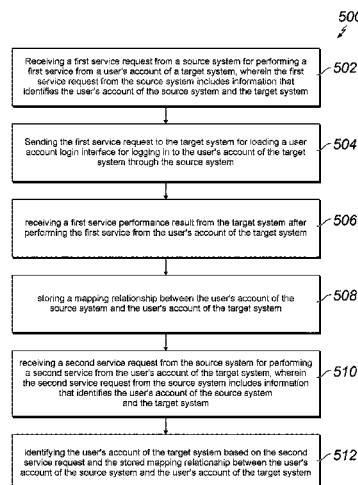 500
Receiving a first service request from a source system for performing
a first service from a user's account of a target system, wherein the first
service request from the source system includes information that
identifies the user's account of the source system and the target system
502
Sending the first service request to the target system for loading a user
account login interface for logging in to the user's account of the target
system through the source system
504
receiving a first service performance result from the target system after
performing the first service from the user's account of the target system
506
storing a mapping relationship between the user's account of the
source system and the user's account of the target system
508
receiving a second service request from the source system for performing
a second service from the user's account of the target system, wherein
the second service request from the source system includes information
that identifies the user's account of the source system
and the target system
510
identifying the user's account of the target system based on the second
service request and the stored mapping relationship between the user's
account of the source system and the user's account of the target system
512